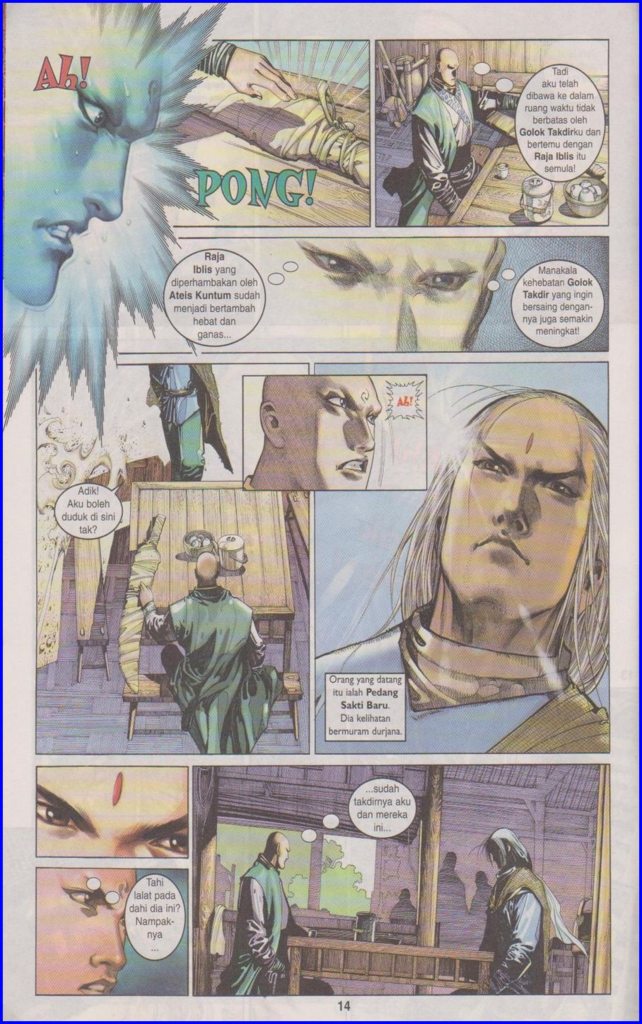 Ah!
PONG!
Tadi
aku telah
dibawa ke dalam
ruang waktu tidak
berbatas oleh
Golok Takdirku dan
bertemu dengan
Raja Iblis itu
semula!
Raja
Iblis yang
diperhambakan oleh
Ateis Kuntum sudah
menjadi bertambah
hebat dan
ganas...
Manakala
kehebatan Golok
Takdir yang ingin
bersaing dengan-
nya juga semakin
meningkat!
Ah!
Adik!
Aku boleh
duduk di sini
tak?
Orang yang datang
itu ialah Pedang
Sakti Baru.
Dia kelihatan
bermuram durjana.
Tahi
lalat pada
dahi dia ini?
Nampak-
nya
...
...sudah
takdirnya aku
dan mereka
ini...
14